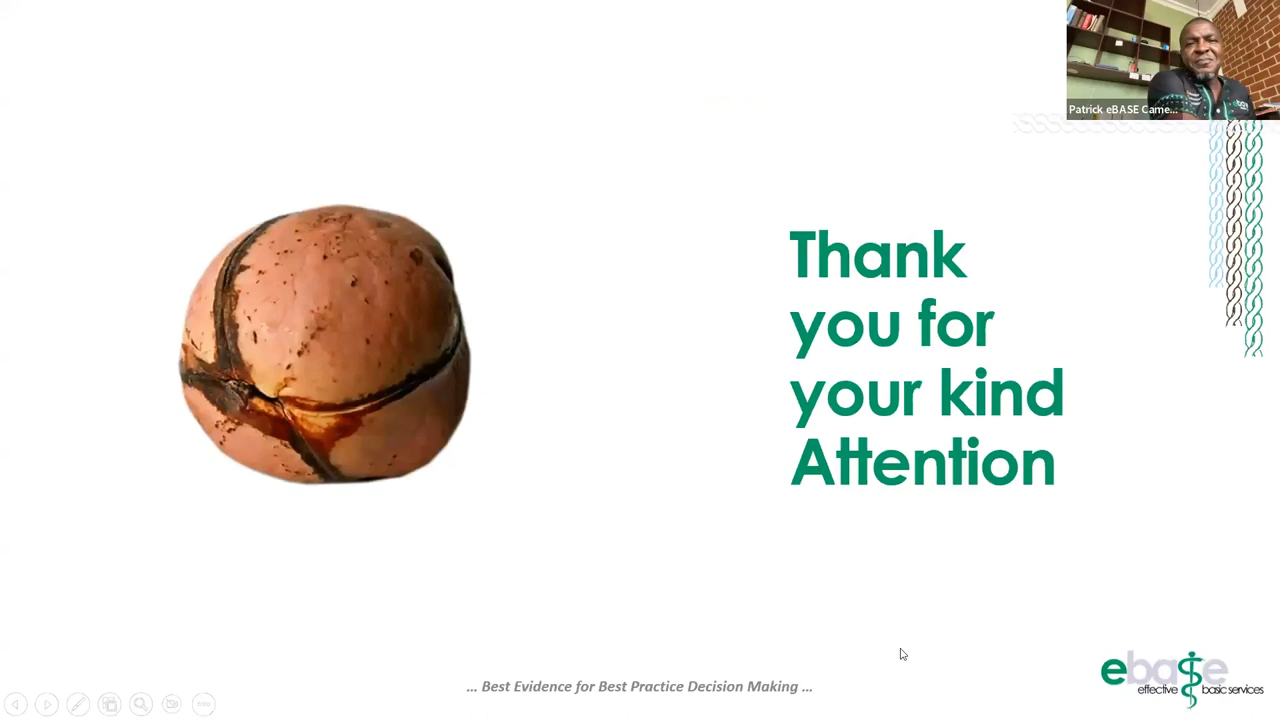 Patrick eBASE Came...
Thank
you for
your kind
Attention
... Best Evidence for Best Practice Decision Making ...
ebase
effective basic services